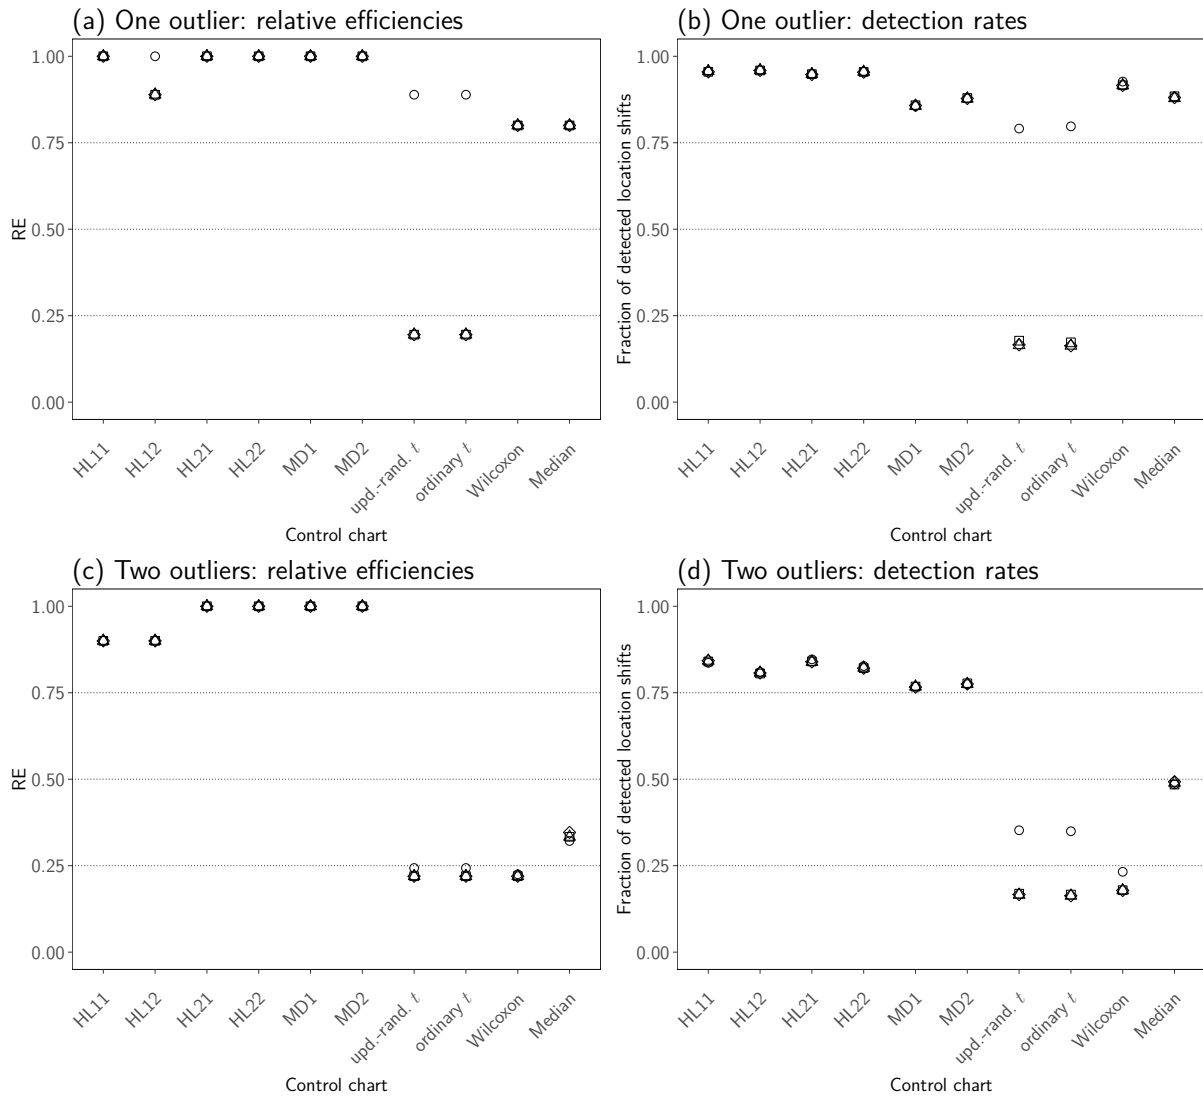 (a) One outlier: relative efficiencies
1.00
0.75
0.50
0.25
0.00
RE
HL11
HL12
HL21
HL22
MD1
MD2
upd.-rand. t
ordinary t
Wilcoxon
Median
Control chart
(b) One outlier: detection rates
1.00
0.75
0.50
0.25
0.00
Fraction of detected location shifts
HL11
HL12
HL21
HL22
MD1
MD2
upd.-rand. t
ordinary t
Wilcoxon
Median
Control chart
(c) Two outliers: relative efficiencies
1.00
0.75
0.50
0.25
0.00
RE
HL11
HL12
HL21
HL22
MD1
MD2
upd.-rand. t
ordinary t
Wilcoxon
Median
Control chart
(d) Two outliers: detection rates
1.00
0.75
0.50
0.25
0.00
Fraction of detected location shifts
HL11
HL12
HL21
HL22
MD1
MD2
upd.-rand. t
ordinary t
Wilcoxon
Median
Control chart